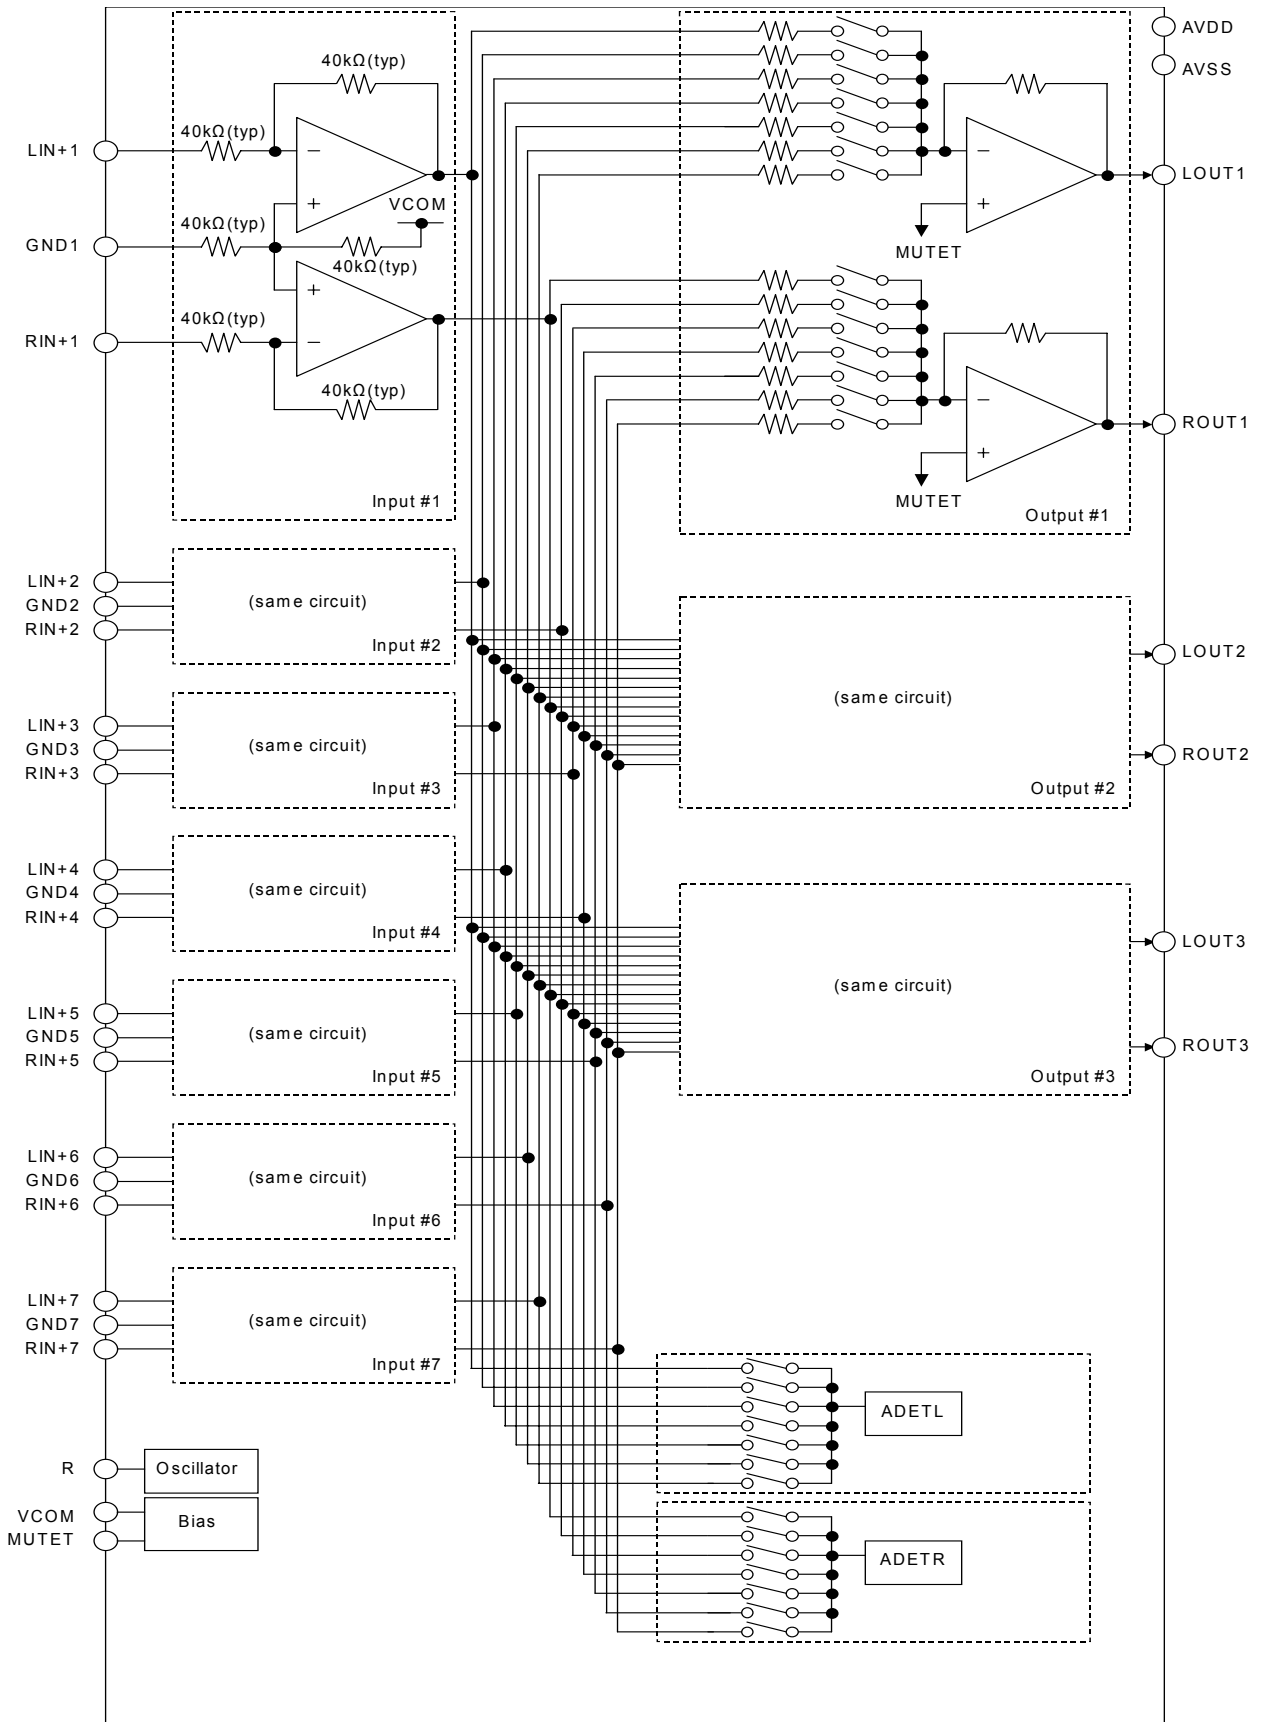 AVDD
AVSS
40kΩ(typ)
40kΩ(typ)
LIN+1
LOUT1
VCOM
40kΩ(typ)
GND1
MUTET
40kΩ(typ)
40kΩ(typ)
RIN+1
40kΩ(typ)
ROUT1
MUTET
Input #1
Output #1
LIN+2
GND2
RIN+2
(same circuit)
Input #2
LOUT2
(same circuit)
ROUT2
Output #2
LIN+3
GND3
RIN+3
(same circuit)
Input #3
LIN+4
GND4
RIN+4
(same circuit)
Input #4
LOUT3
(same circuit)
ROUT3
Output #3
LIN+5
GND5
RIN+5
(same circuit)
Input #5
LIN+6
GND6
RIN+6
(same circuit)
Input #6
LIN+7
GND7
RIN+7
(same circuit)
Input #7
ADETL
R
Oscillator
VCOM
MUTET
Bias
ADETR